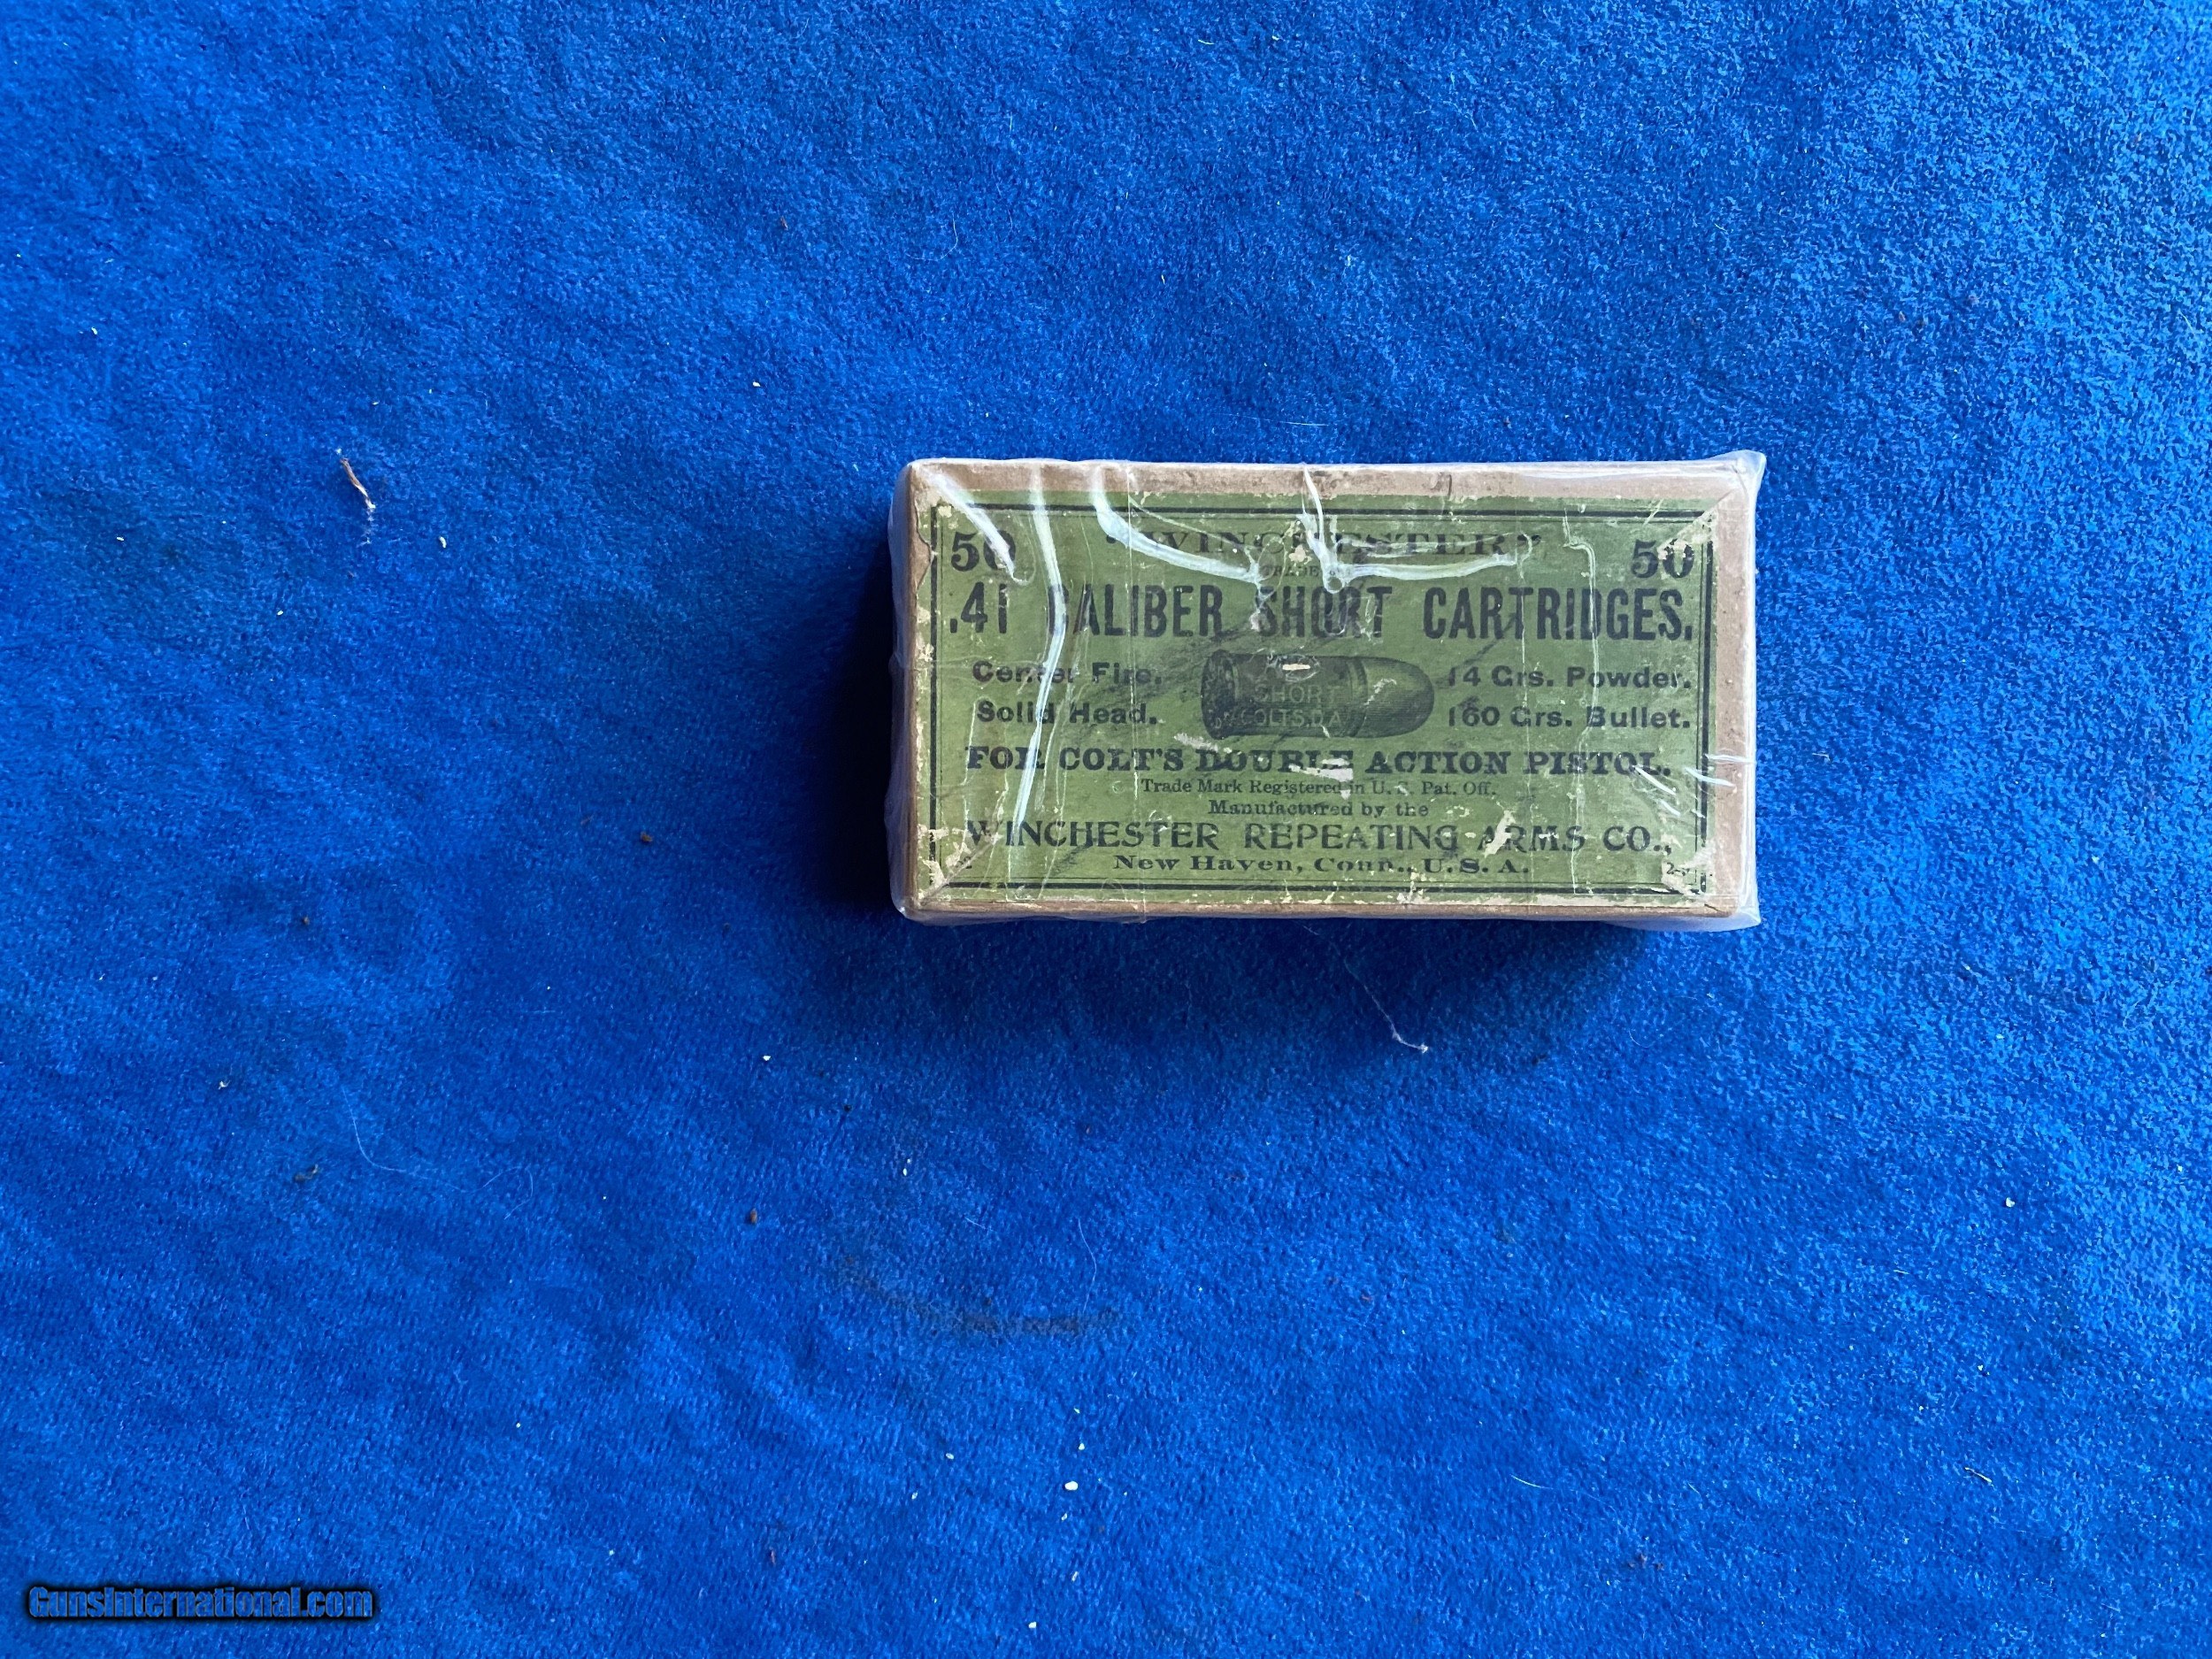 50 "WINCHESTER" 50
TRADE
.41 CALIBER SHORT CARTRIDGES.
Center Fire. 14 Grs. Powder.
Solid Head. 160 Grs. Bullet.
SHORT
COLTS.D.A.
FOR COLT'S DOUBLE ACTION PISTOL.
Trade Mark Registered in U. S. Pat. Off.
Manufactured by the
WINCHESTER REPEATING ARMS CO.,
New Haven, Conn., U. S. A.
GunsInternational.com